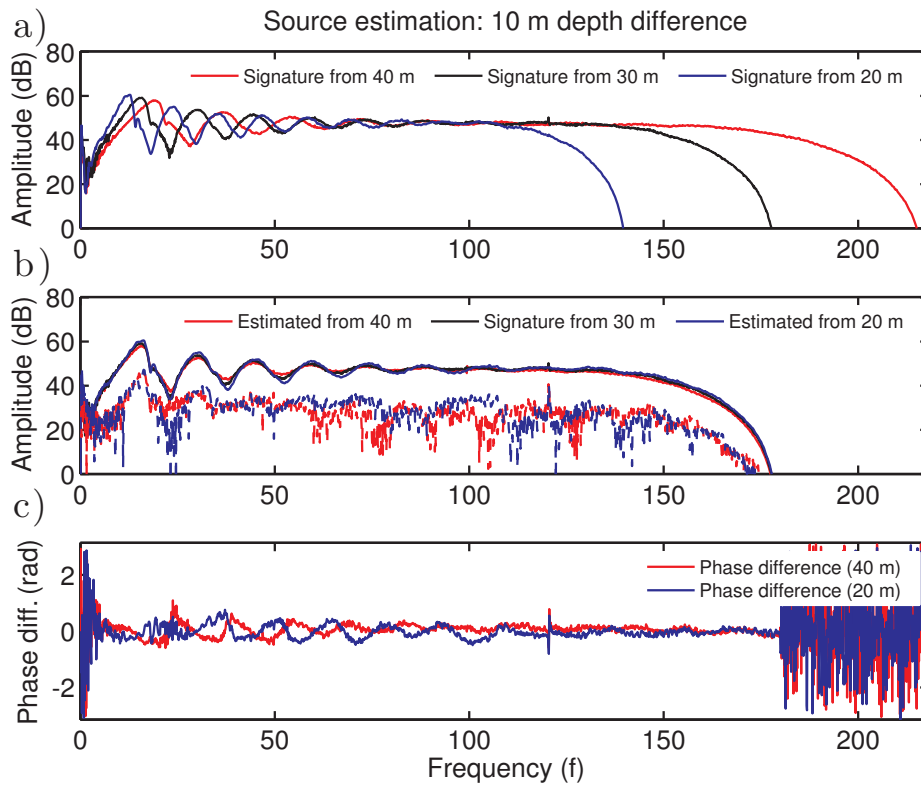 Source estimation: 10 m depth difference
a)
Amplitude (dB)
80
60
40
20
0
Signature from 40 m Signature from 30 m Signature from 20 m
0 50 100 150 200
b)
Amplitude (dB)
80
60
40
20
0
Estimated from 40 m Signature from 30 m Estimated from 20 m
0 50 100 150 200
c)
Phase diff. (rad)
2
0
-2
Phase difference (40 m)
Phase difference (20 m)
0 50 100 150 200
Frequency (f)